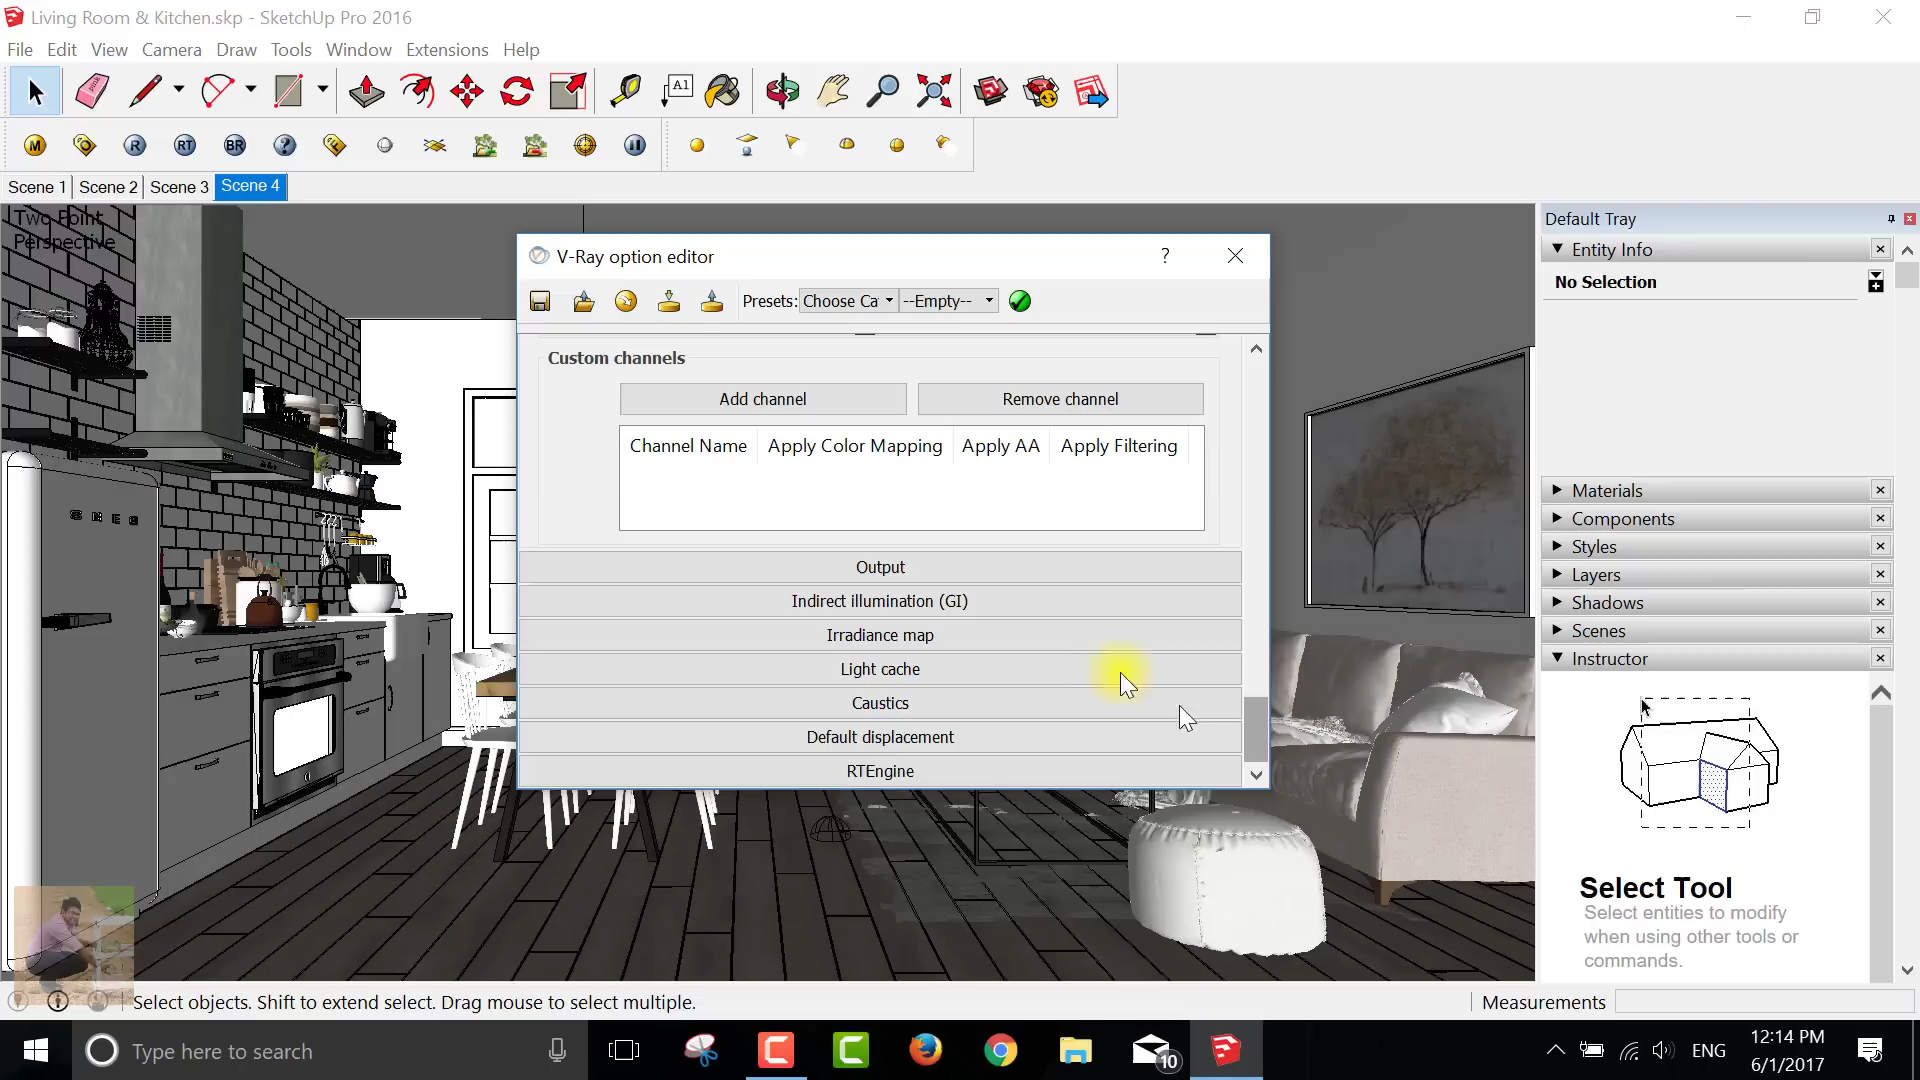 Living Room & Kitchen.skp - SketchUp Pro 2016
File Edit View Camera Draw Tools Window Extensions Help
A1
M R RT BR ? F
Scene 1 Scene 2 Scene 3 Scene 4
Two Point
Perspective
SMEG
V-Ray option editor ?
Presets: Choose Ca --Empty--
Custom channels
Add channel Remove channel
Channel Name Apply Color Mapping Apply AA Apply Filtering
Output
Indirect illumination (GI)
Irradiance map
Light cache
Caustics
Default displacement
RTEngine
Default Tray
Entity Info
No Selection
Materials
Components
Styles
Layers
Shadows
Scenes
Instructor
Select Tool
Select entities to modify
when using other tools or
commands.
Select objects. Shift to extend select. Drag mouse to select multiple.
Measurements
Type here to search
10
ENG
12:14 PM
6/1/2017